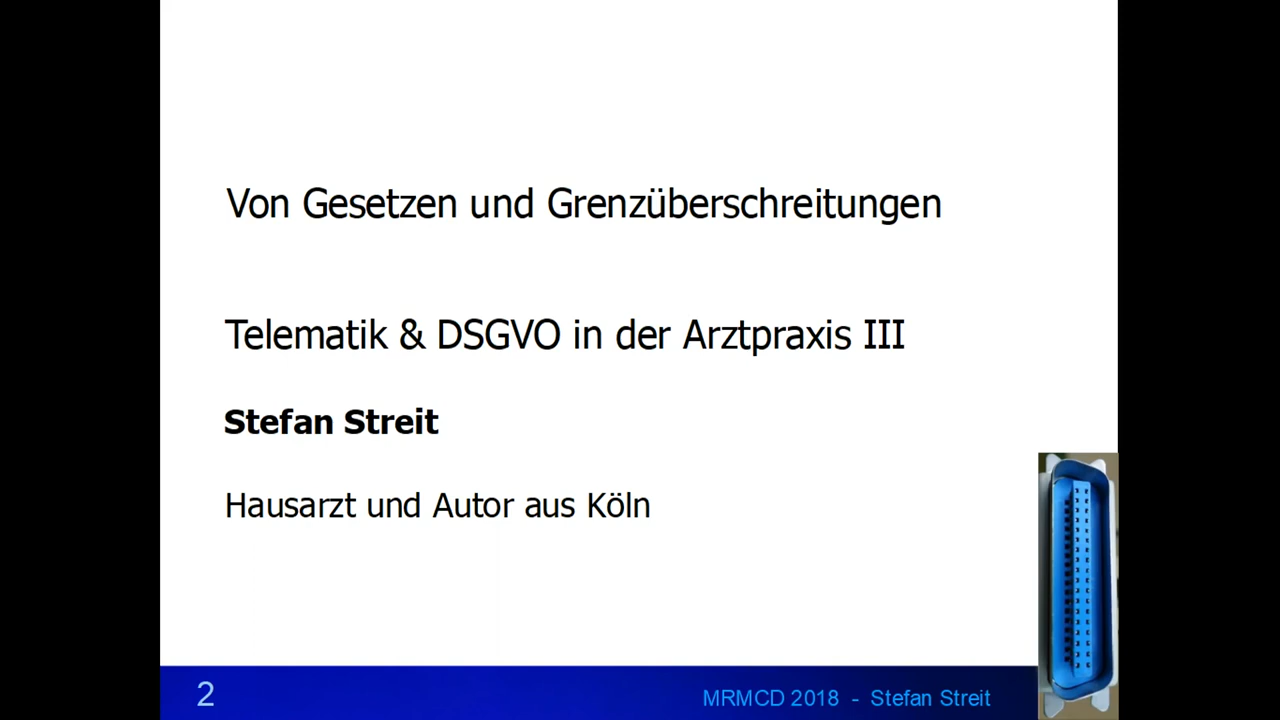 Von Gesetzen und Grenzüberschreitungen
Telematik & DSGVO in der Arztpraxis III
Stefan Streit
Hausarzt und Autor aus Köln
2
MRMCD 2018 - Stefan Streit